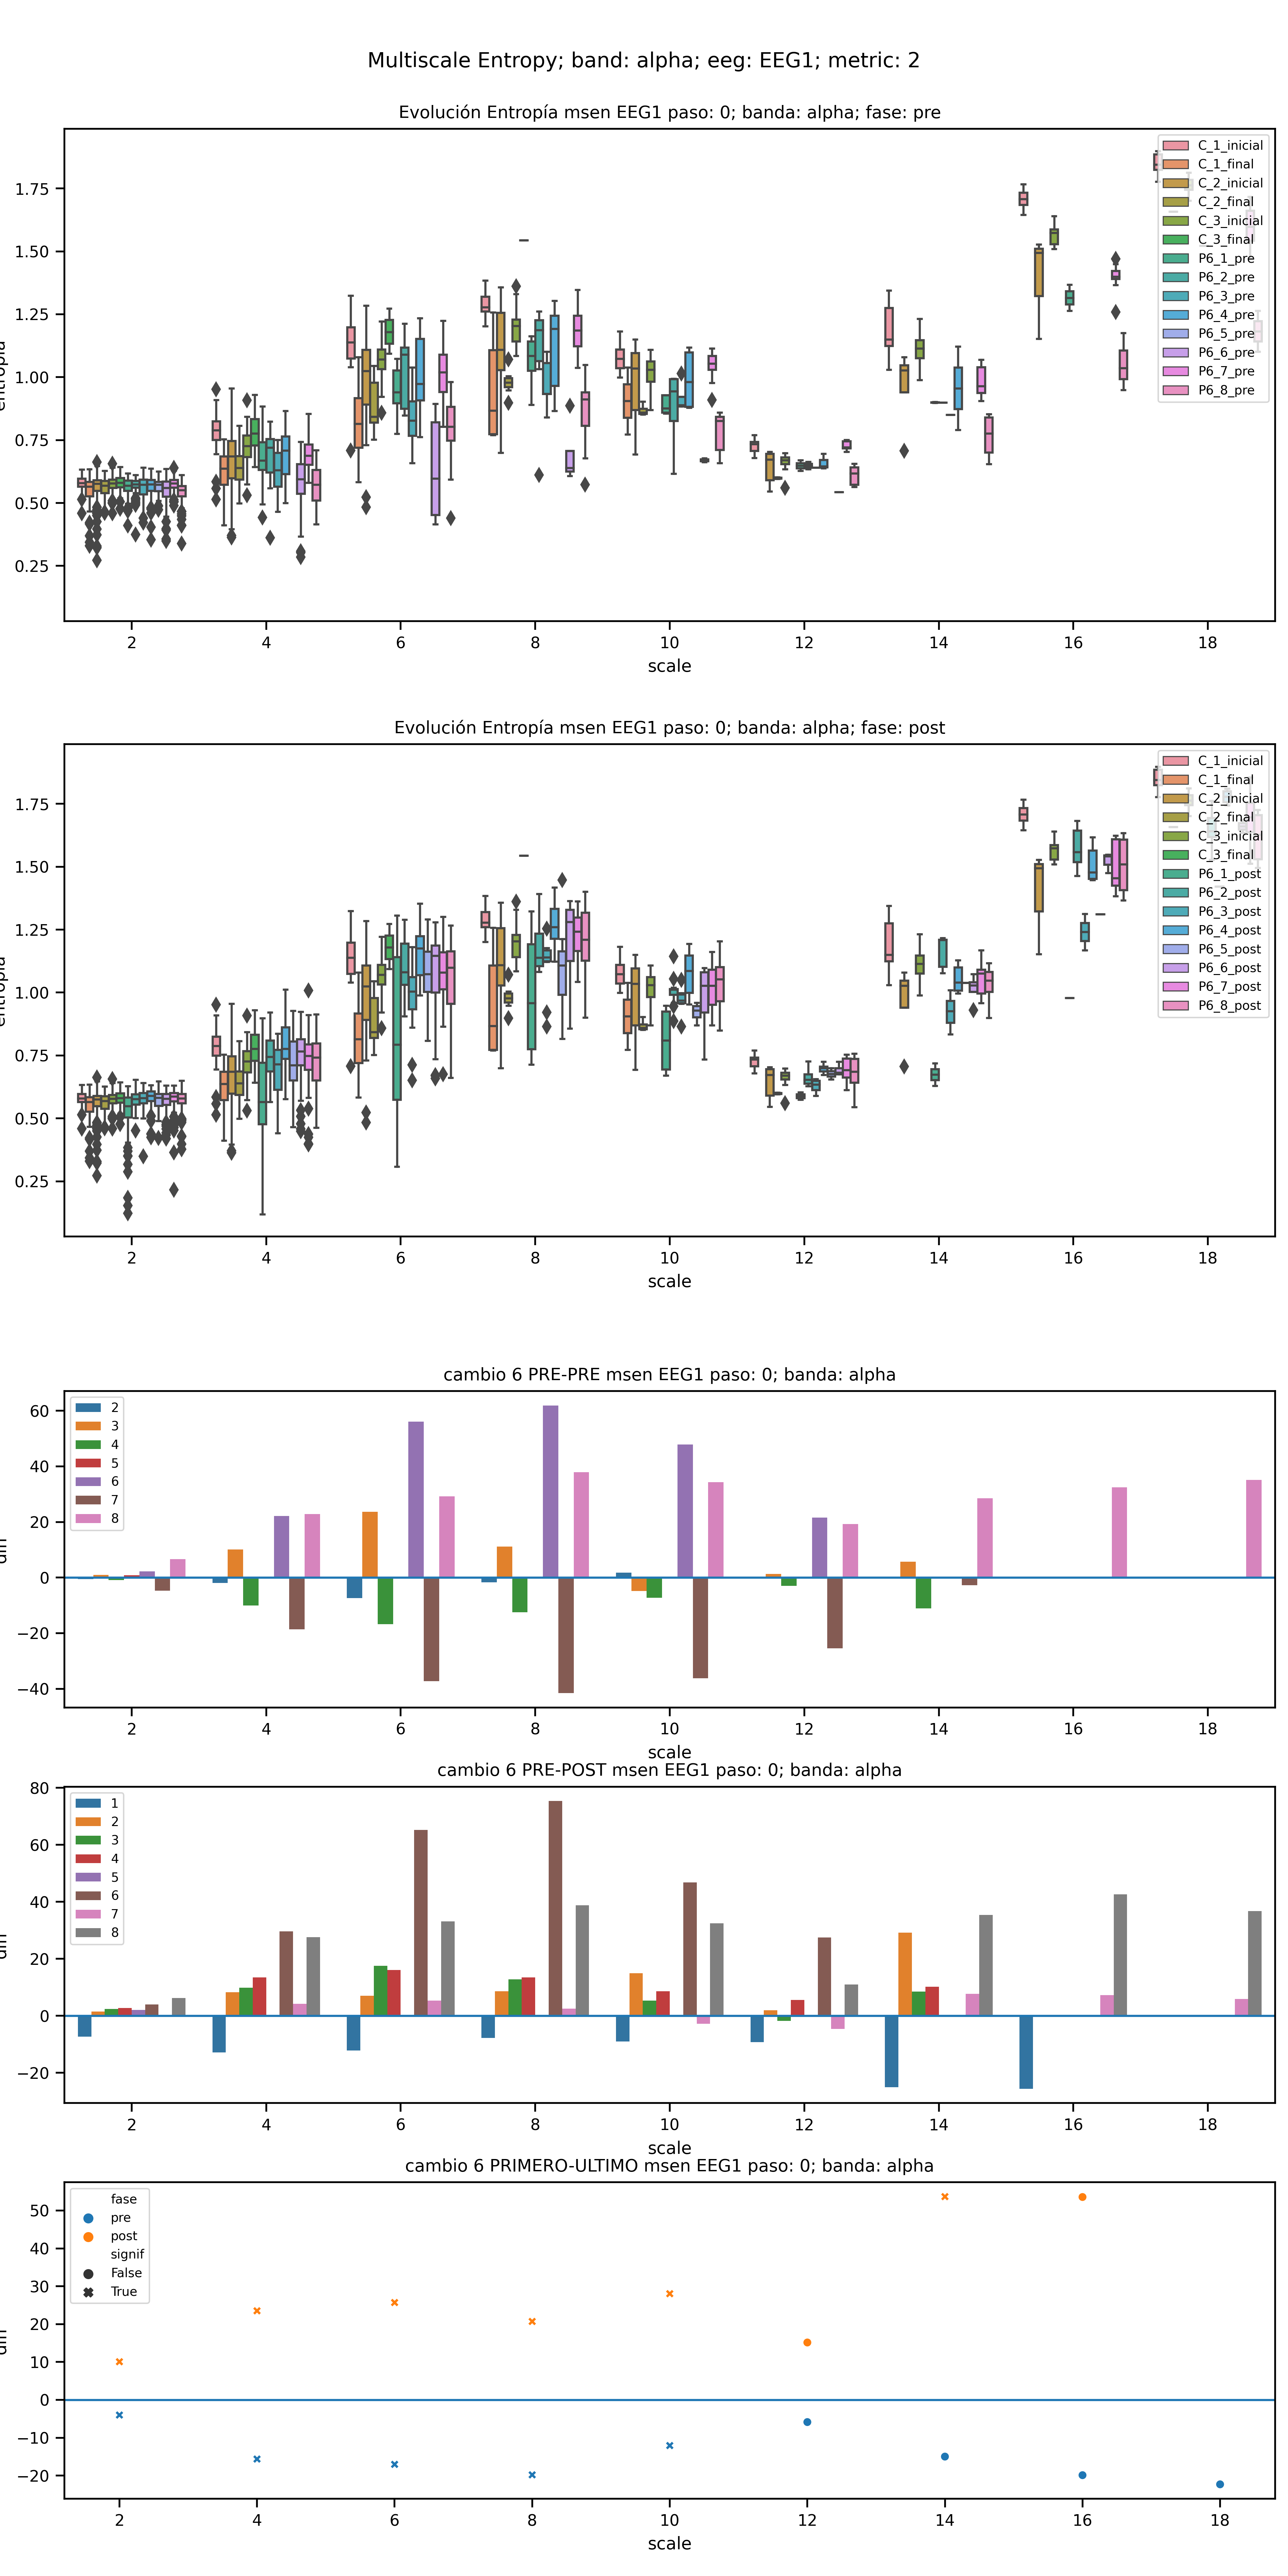 Multiscale Entropy; band: alpha; eeg: EEG1; metric: 2
Evolución Entropía msen EEG1 paso: 0; banda: alpha; fase: pre
C_1_inicial
C_1_final
C_2_inicial
C_2_final
C_3_inicial
C_3_final
P6_1_pre
P6_2_pre
P6_3_pre
P6_4_pre
P6_5_pre
P6_6_pre
P6_7_pre
P6_8_pre
1.75
1.50
1.25
1.00
0.75
0.50
0.25
2 4 6 8 10 12 14 16 18
scale
Evolución Entropía msen EEG1 paso: 0; banda: alpha; fase: post
C_1_inicial
C_1_final
C_2_inicial
C_2_final
C_3_inicial
C_3_final
P6_1_post
P6_2_post
P6_3_post
P6_4_post
P6_5_post
P6_6_post
P6_7_post
P6_8_post
1.75
1.50
1.25
1.00
0.75
0.50
0.25
2 4 6 8 10 12 14 16 18
scale
cambio 6 PRE-PRE msen EEG1 paso: 0; banda: alpha
2
3
4
5
6
7
8
60
40
20
0
−20
−40
2 4 6 8 10 12 14 16 18
scale
cambio 6 PRE-POST msen EEG1 paso: 0; banda: alpha
1
2
3
4
5
6
7
8
80
60
40
20
0
−20
2 4 6 8 10 12 14 16 18
scale
cambio 6 PRIMERO-ULTIMO msen EEG1 paso: 0; banda: alpha
fase
pre
post
signif
False
True
50
40
30
20
10
0
−10
−20
2 4 6 8 10 12 14 16 18
scale